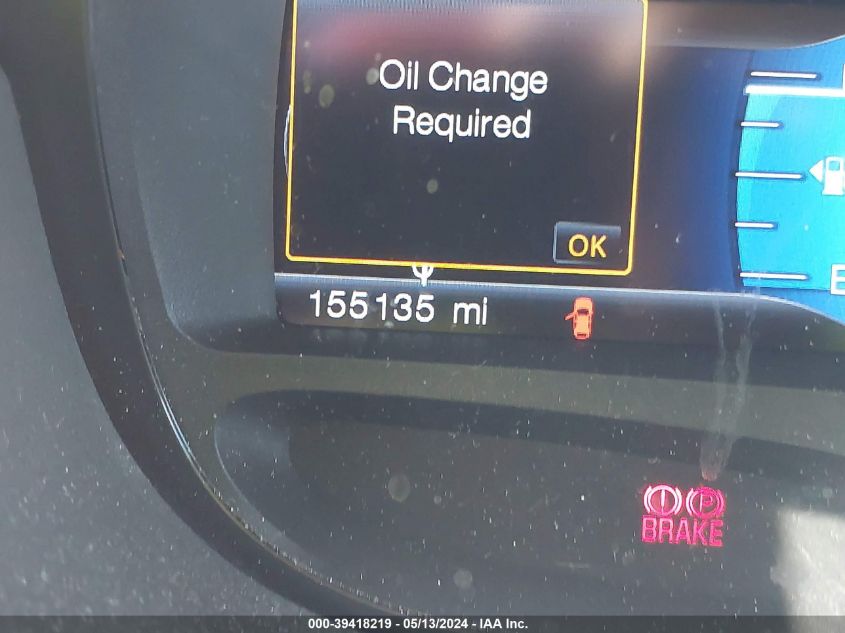 Oil Change
Required
OK
155135 mi
E
(!) (P)
BRAKE
000-39418219 - 05/13/2024 - IAA Inc.